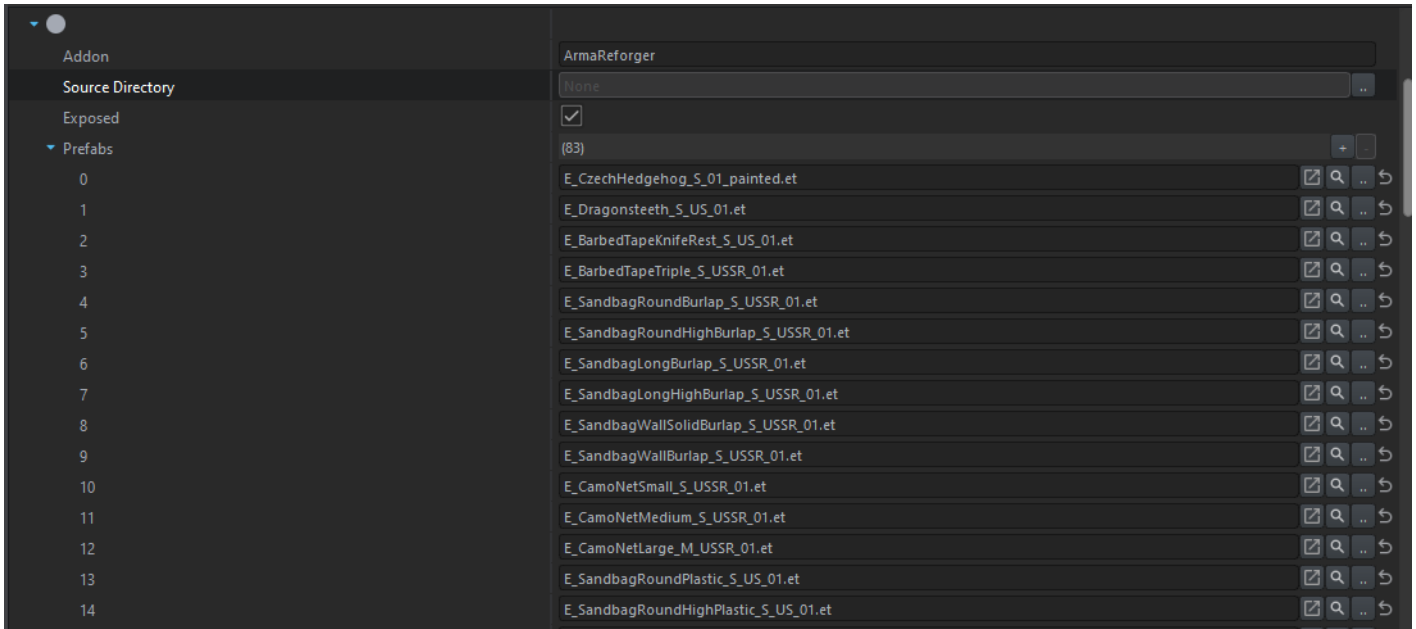 Addon ArmaReforger
Source Directory None ..
Exposed
Prefabs (83) + -
0 E_CzechHedgehog_S_01_painted.et ..
1 E_Dragonsteeth_S_US_01.et ..
2 E_BarbedTapeKnifeRest_S_US_01.et ..
3 E_BarbedTapeTriple_S_USSR_01.et ..
4 E_SandbagRoundBurlap_S_USSR_01.et ..
5 E_SandbagRoundHighBurlap_S_USSR_01.et ..
6 E_SandbagLongBurlap_S_USSR_01.et ..
7 E_SandbagLongHighBurlap_S_USSR_01.et ..
8 E_SandbagWallSolidBurlap_S_USSR_01.et ..
9 E_SandbagWallBurlap_S_USSR_01.et ..
10 E_CamoNetSmall_S_USSR_01.et ..
11 E_CamoNetMedium_S_USSR_01.et ..
12 E_CamoNetLarge_M_USSR_01.et ..
13 E_SandbagRoundPlastic_S_US_01.et ..
14 E_SandbagRoundHighPlastic_S_US_01.et ..